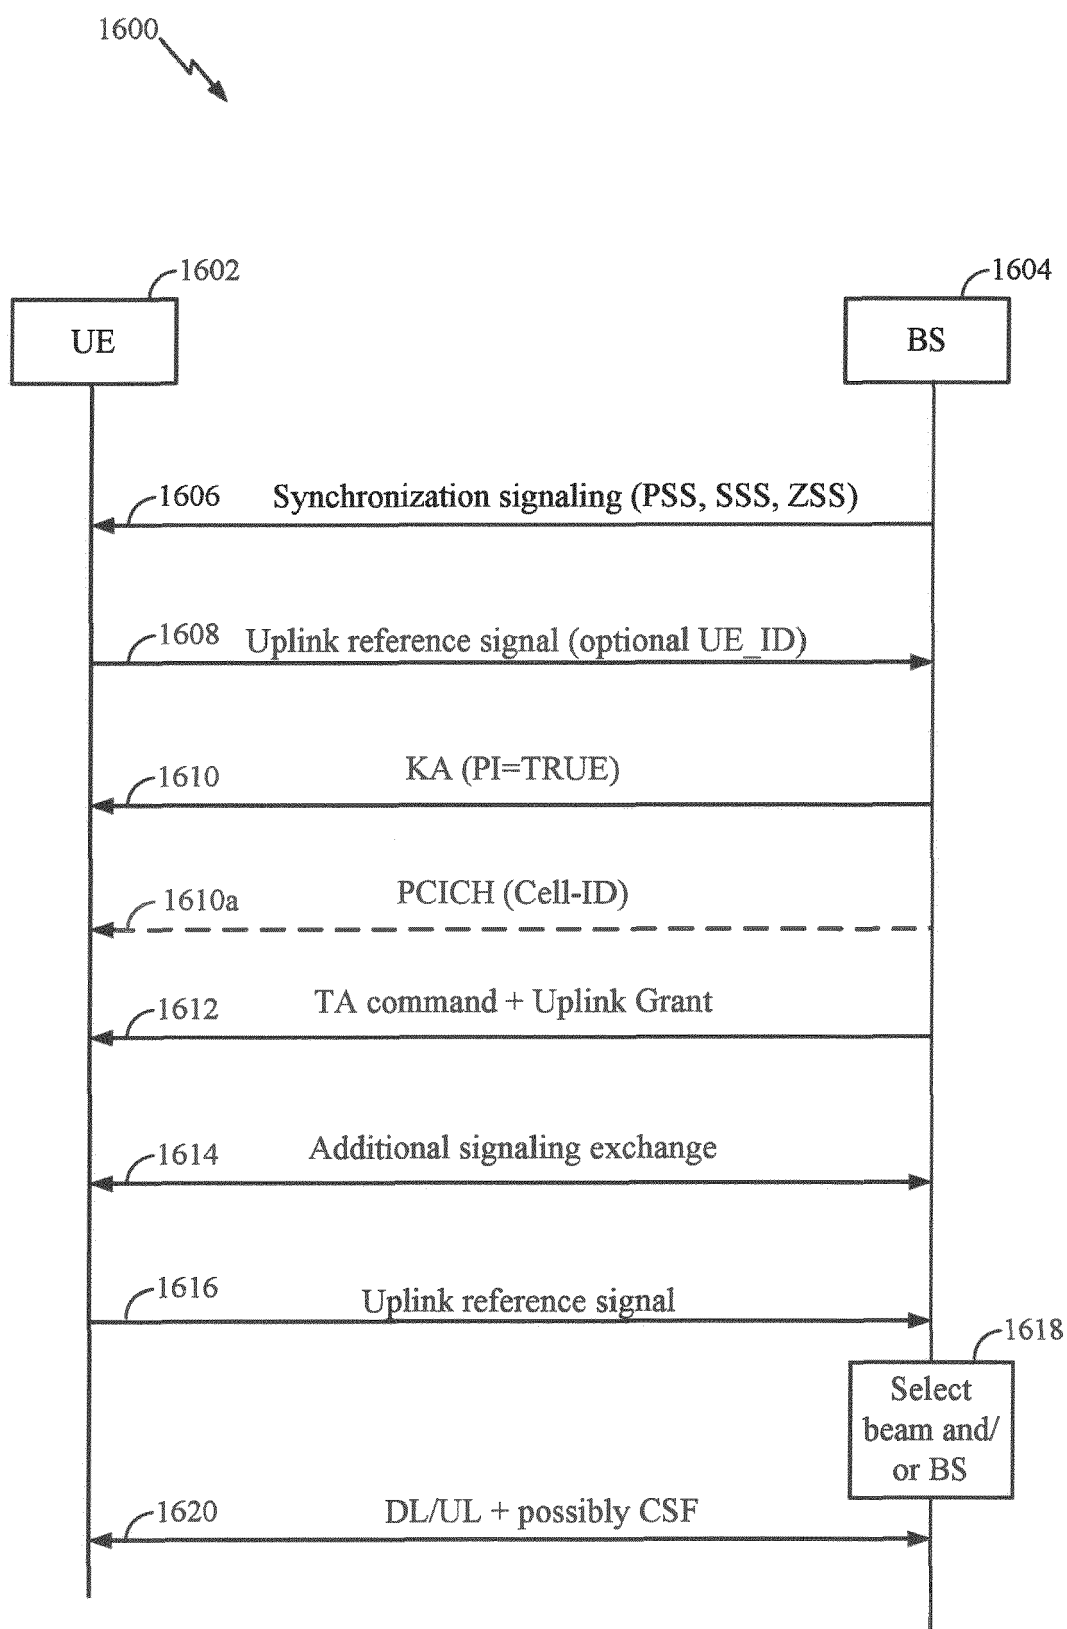 1600
1602
UE
1604
BS
1606
Synchronization signaling (PSS, SSS, ZSS)
1608
Uplink reference signal (optional UE_ID)
1610
KA (PI=TRUE)
1610a
PCICH (Cell-ID)
1612
TA command + Uplink Grant
1614
Additional signaling exchange
1616
Uplink reference signal
1618
Select
beam and/
or BS
1620
DL/UL + possibly CSF